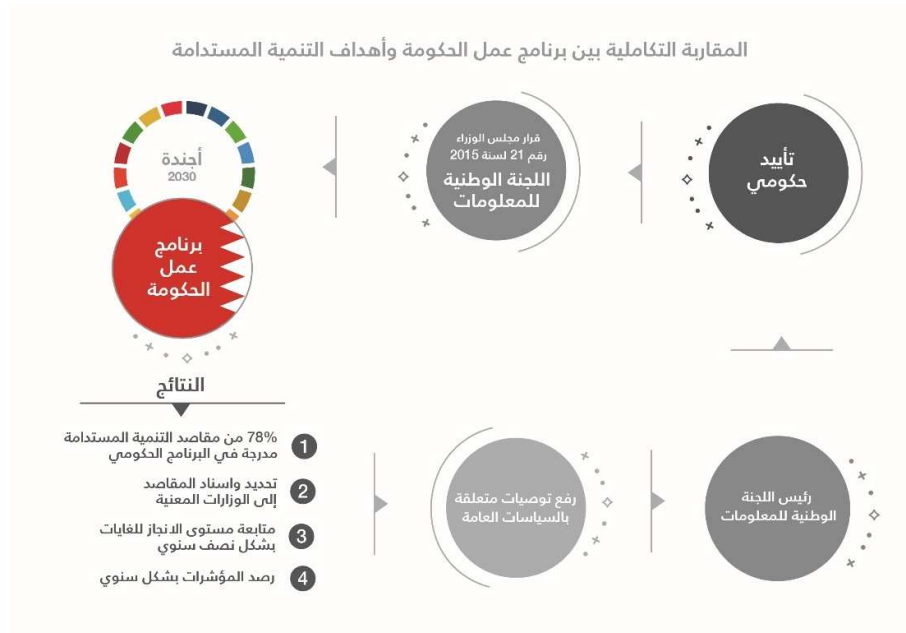 المقاربة التكاملية بين برنامج عمل الحكومة وأهداف التنمية المستدامة
تأييد
حكومي
قرار مجلس الوزراء
رقم 21 لسنة 2015
اللجنة الوطنية
للمعلومات
أجندة
2030
برنامج
عمل
الحكومة
النتائج
1 78% من مقاصد التنمية المستدامة
مدرجة في البرنامج الحكومي
2 تحديد واسناد المقاصد
إلى الوزارات المعنية
3 متابعة مستوى الانجاز للغايات
بشكل نصف سنوي
4 رصد المؤشرات بشكل سنوي
رفع توصيات متعلقة
بالسياسات العامة
رئيس اللجنة
الوطنية للمعلومات